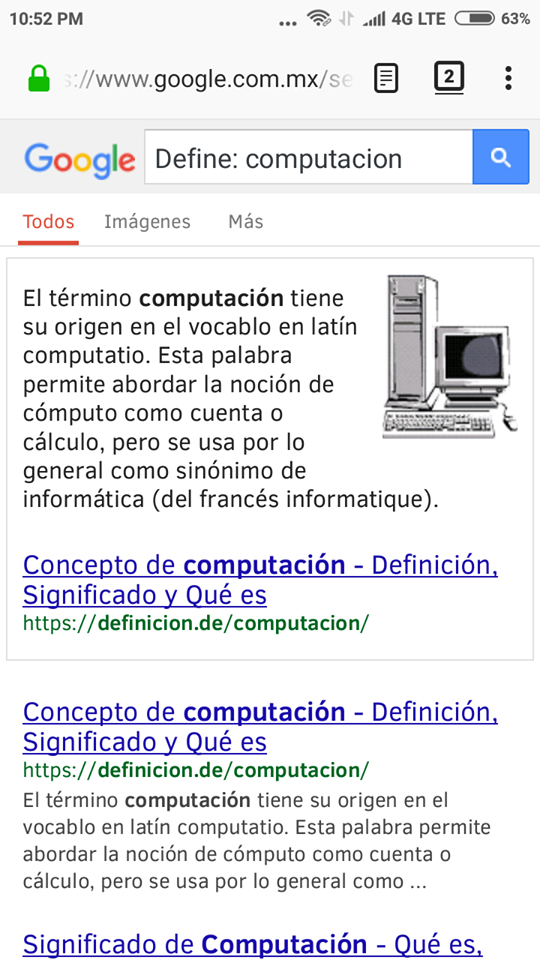 10:52 PM
... 4G LTE 63%
s://www.google.com.mx/se
2
Google
Define: computacion
Todos Imágenes Más
El término computación tiene
su origen en el vocablo en latín
computatio. Esta palabra
permite abordar la noción de
cómputo como cuenta o
cálculo, pero se usa por lo
general como sinónimo de
informática (del francés informatique).
Concepto de computación - Definición,
Significado y Qué es
https://definicion.de/computacion/
Concepto de computación - Definición,
Significado y Qué es
https://definicion.de/computacion/
El término computación tiene su origen en el
vocablo en latín computatio. Esta palabra permite
abordar la noción de cómputo como cuenta o
cálculo, pero se usa por lo general como ...
Significado de Computación - Qué es,